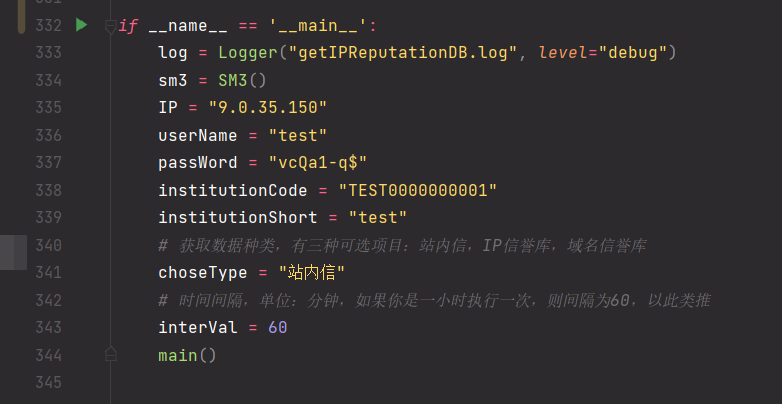 332 if __name__ == '__main__':
333 log = Logger("getIPReputationDB.log", level="debug")
334 sm3 = SM3()
335 IP = "9.0.35.150"
336 userName = "test"
337 passWord = "vcQa1-q$"
338 institutionCode = "TEST0000000001"
339 institutionShort = "test"
340 # 获取数据种类，有三种可选项目：站内信，IP信誉库，域名信誉库
341 choseType = "站内信"
342 # 时间间隔，单位：分钟，如果你是一小时执行一次，则间隔为60，以此类推
343 interVal = 60
344 main()
345